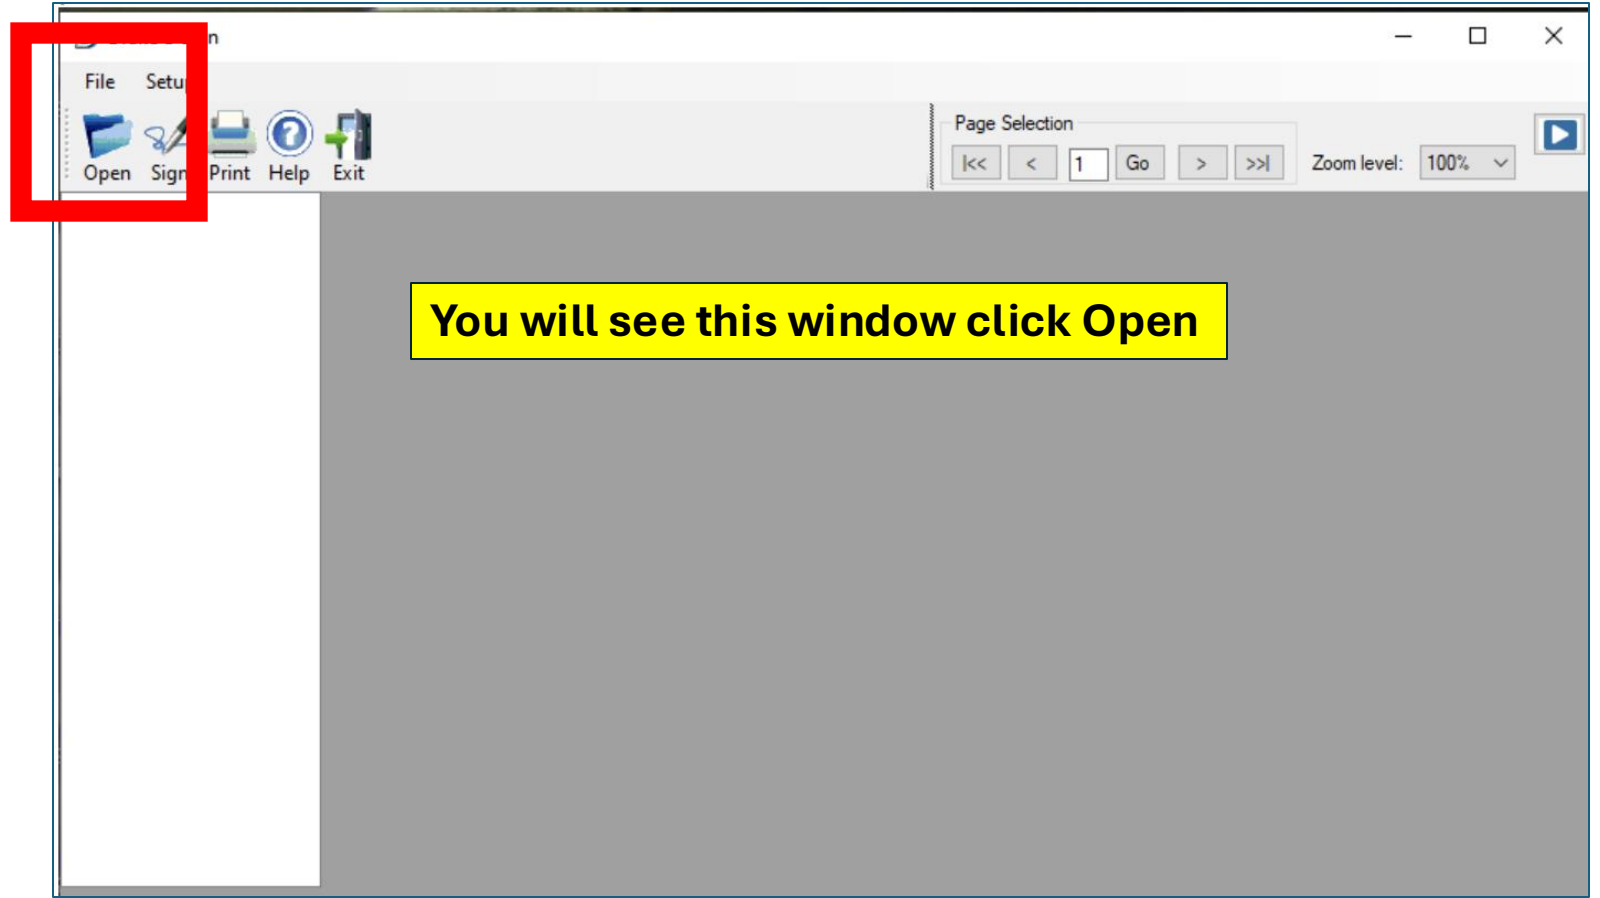 File
Open Sign Print Help Exit
Page Selection
|<< < 1 Go > >>| Zoom level: 100%
You will see this window click Open